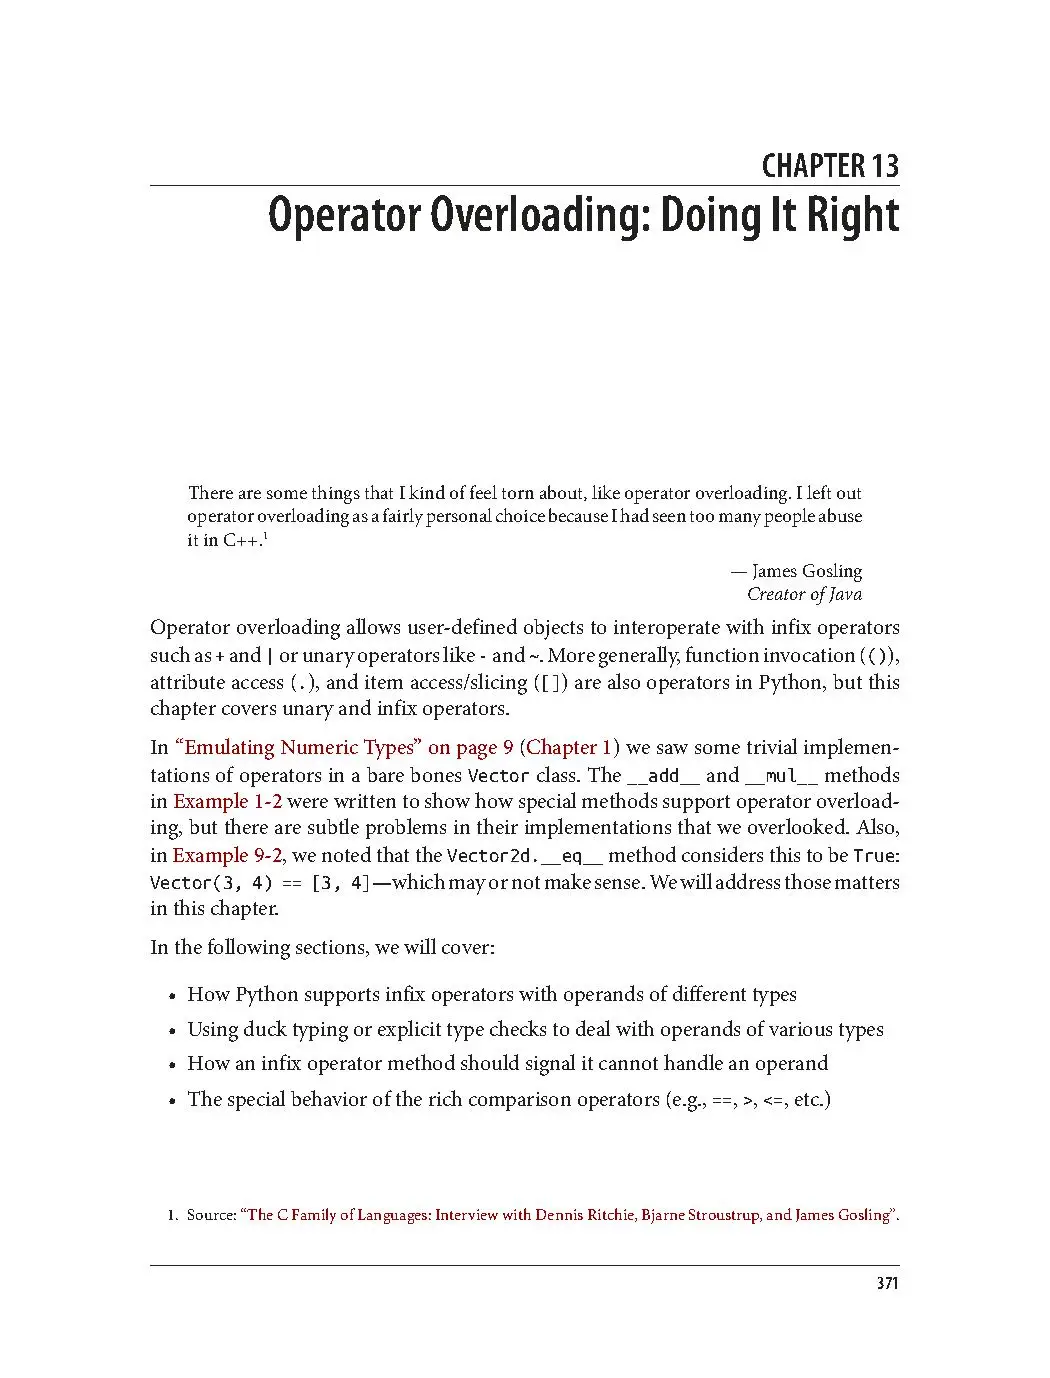 CHAPTER 13
Operator Overloading: Doing It Right
There are some things that I kind of feel torn about, like operator overloading. I left out
operator overloading as a fairly personal choice because I had seen too many people abuse
it in C++.1
— James Gosling
Creator of Java
Operator overloading allows user-defined objects to interoperate with infix operators
such as + and | or unary operators like - and ~. More generally, function invocation (()),
attribute access (.), and item access/slicing ([]) are also operators in Python, but this
chapter covers unary and infix operators.
In “Emulating Numeric Types” on page 9 (Chapter 1) we saw some trivial implemen-
tations of operators in a bare bones Vector class. The __add__ and __mul__ methods
in Example 1-2 were written to show how special methods support operator overload-
ing, but there are subtle problems in their implementations that we overlooked. Also,
in Example 9-2, we noted that the Vector2d.__eq__ method considers this to be True:
Vector(3, 4) == [3, 4]—which may or not make sense. We will address those matters
in this chapter.
In the following sections, we will cover:
• How Python supports infix operators with operands of different types
• Using duck typing or explicit type checks to deal with operands of various types
• How an infix operator method should signal it cannot handle an operand
• The special behavior of the rich comparison operators (e.g., ==, >, <=, etc.)
1. Source: “The C Family of Languages: Interview with Dennis Ritchie, Bjarne Stroustrup, and James Gosling”.
371